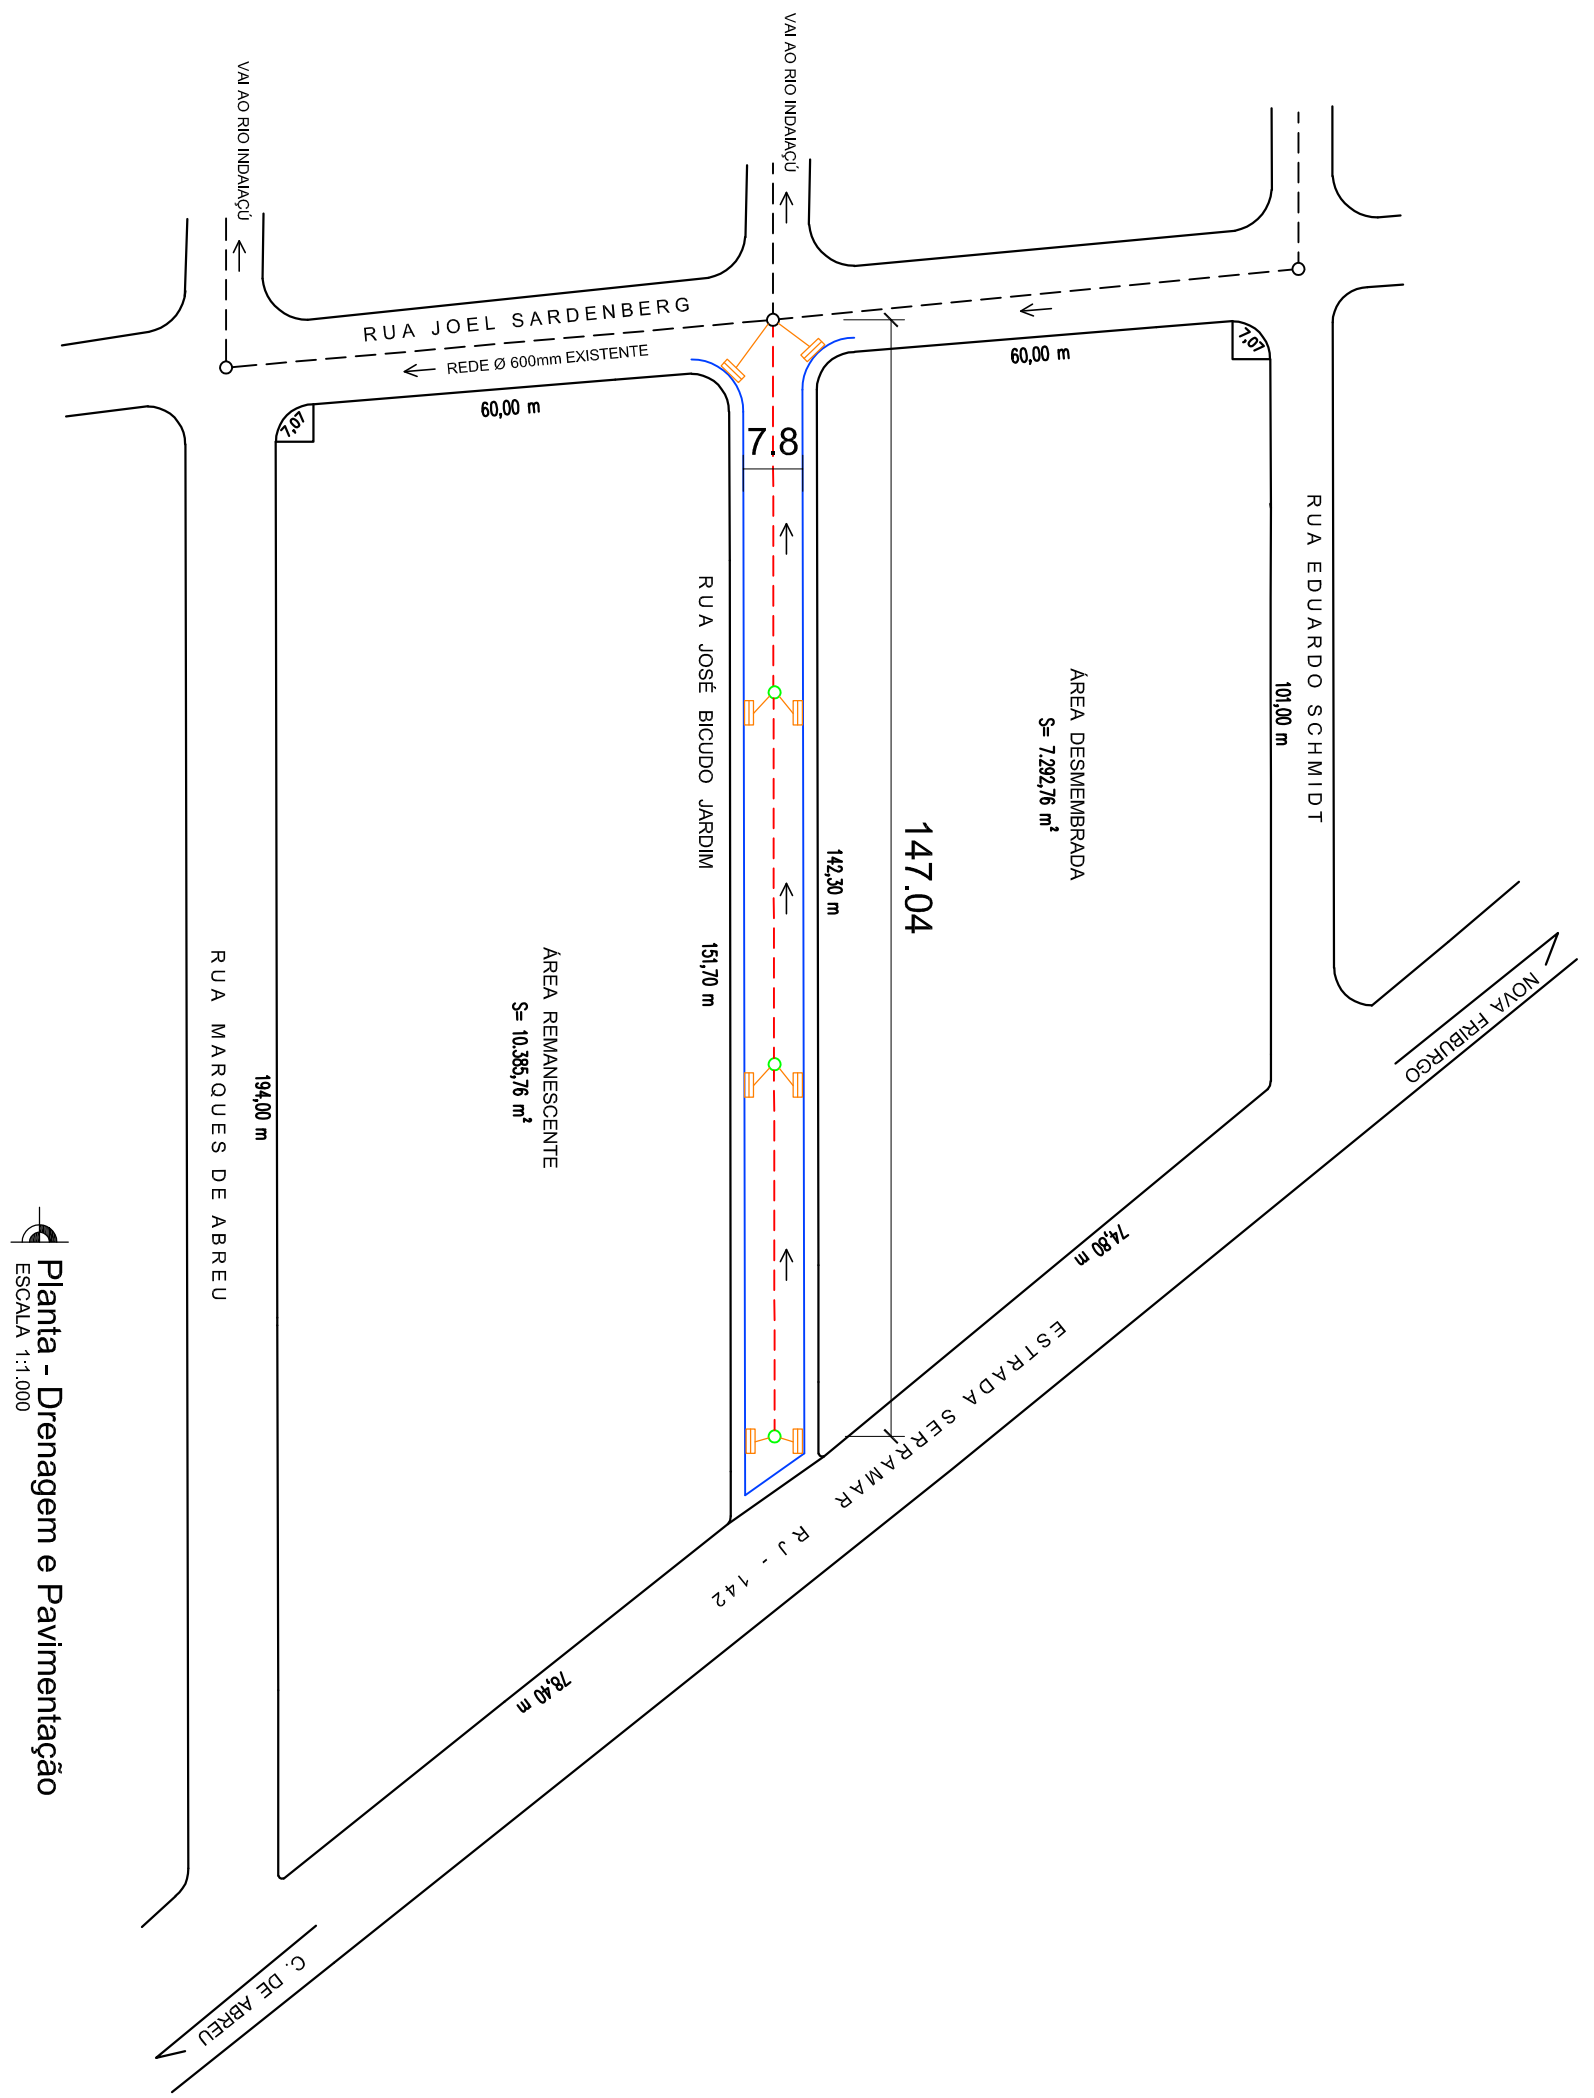 VAI AO RIO INDAIAÇÚ
VAI AO RIO INDAIAÇÚ
RUA JOEL SARDENBERG
REDE Ø 600mm EXISTENTE
60,00 m
60,00 m
7,07
7,07
7.8
RUA EDUARDO SCHMIDT
101,00 m
ÁREA DESMEMBRADA
S= 7.292,76 m²
147.04
142,30 m
RUA JOSÉ BICUDO JARDIM
151,70 m
ÁREA REMANESCENTE
S= 10.385,76 m²
RUA MARQUES DE ABREU
194,00 m
NOVA FRIBURGO
74,80 m
ESTRADA SERRAMAR RJ - 142
78,40 m
C. DE ABREU
Planta - Drenagem e Pavimentação
ESCALA 1:1.000